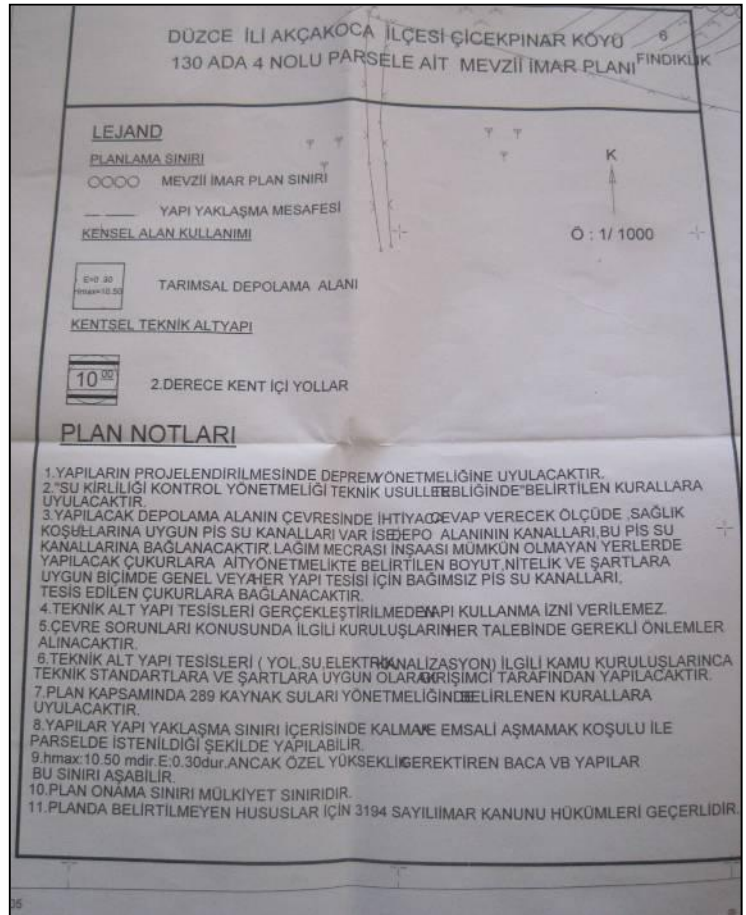 DÜZCE İLİ AKÇAKOCA İLÇESİ ÇİCEKPINAR KÖYÜ
6
130 ADA 4 NOLU PARSELE AİT MEVZİİ İMAR PLANI
FINDIKLIK
LEJAND
PLANLAMA SINIRI
MEVZİİ İMAR PLAN SINIRI
K
YAPI YAKLAŞMA MESAFESİ
KENSEL ALAN KULLANIMI
Ö : 1/ 1000
E=0.30
Hmax=10.50
TARIMSAL DEPOLAMA ALANI
KENTSEL TEKNİK ALTYAPI
10 00
2.DERECE KENT İÇİ YOLLAR
PLAN NOTLARI
1.YAPILARIN PROJELENDİRİLMESİNDE DEPREM YÖNETMELİĞİNE UYULACAKTIR.
2."SU KİRLİLİĞİ KONTROL YÖNETMELİĞİ TEKNİK USULLER TEBLİĞİNDE"BELİRTİLEN KURALLARA
UYULACAKTIR.
3.YAPILACAK DEPOLAMA ALANIN ÇEVRESİNDE İHTİYACA CEVAP VERECEK ÖLÇÜDE ,SAĞLIK
KOŞULLARINA UYGUN PİS SU KANALLARI VAR İSE DEPO ALANININ KANALLARI,BU PİS SU
KANALLARINA BAĞLANACAKTIR. LAĞIM MECRASI İNŞAASI MÜMKÜN OLMAYAN YERLERDE
YAPILACAK ÇUKURLARA AİT YÖNETMELİKTE BELİRTİLEN BOYUT,NİTELİK VE ŞARTLARA
UYGUN BİÇİMDE GENEL VEYA HER YAPI TESİSİ İÇİN BAĞIMSIZ PİS SU KANALLARI,
TESİS EDİLEN ÇUKURLARA BAĞLANACAKTIR.
4.TEKNİK ALT YAPI TESİSLERİ GERÇEKLEŞTİRİLMEDEN YAPI KULLANMA İZNİ VERİLEMEZ.
5.ÇEVRE SORUNLARI KONUSUNDA İLGİLİ KURULUŞLARIN HER TALEBİNDE GEREKLİ ÖNLEMLER
ALINACAKTIR.
6.TEKNİK ALT YAPI TESİSLERİ ( YOL,SU,ELEKTRİK,KANALİZASYON) İLGİLİ KAMU KURULUŞLARINCA
TEKNİK STANDARTLARA VE ŞARTLARA UYGUN OLARAK GİRİŞİMCİ TARAFINDAN YAPILACAKTIR.
7.PLAN KAPSAMINDA 289 KAYNAK SULARI YÖNETMELİĞİNDE BELİRLENEN KURALLARA
UYULACAKTIR.
8.YAPILAR YAPI YAKLAŞMA SINIRI İÇERİSİNDE KALMAK VE EMSALİ AŞMAMAK KOŞULU İLE
PARSELDE İSTENİLDİĞİ ŞEKİLDE YAPILABİLİR.
9.hmax:10.50 mdir.E:0.30dur.ANCAK ÖZEL YÜKSEKLİK GEREKTİREN BACA VB YAPILAR
BU SINIRI AŞABİLİR.
10.PLAN ONAMA SINIRI MÜLKİYET SINIRIDIR.
11.PLANDA BELİRTİLMEYEN HUSUSLAR İÇİN 3194 SAYILI İMAR KANUNU HÜKÜMLERİ GEÇERLİDİR.